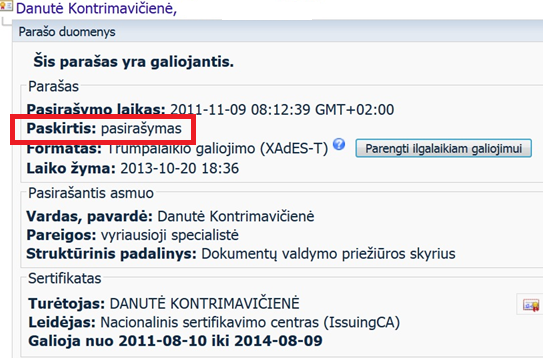 Danutė Kontrimavičienė,
Parašo duomenys
Šis parašas yra galiojantis.
Parašas
Pasirašymo laikas: 2011-11-09 08:12:39 GMT+02:00
Paskirtis: pasirašymas
Formatas: Trumpalaikio galiojimo (XAdES-T) ? Parengti ilgalaikiam galiojimui
Laiko žyma: 2013-10-20 18:36
Pasirašantis asmuo
Vardas, pavardė: Danutė Kontrimavičienė
Pareigos: vyriausioji specialistė
Struktūrinis padalinys: Dokumentų valdymo priežiūros skyrius
Sertifikatas
Turėtojas: DANUTĖ KONTRIMAVIČIENĖ
Leidėjas: Nacionalinis sertifikavimo centras (IssuingCA)
Galioja nuo 2011-08-10 iki 2014-08-09